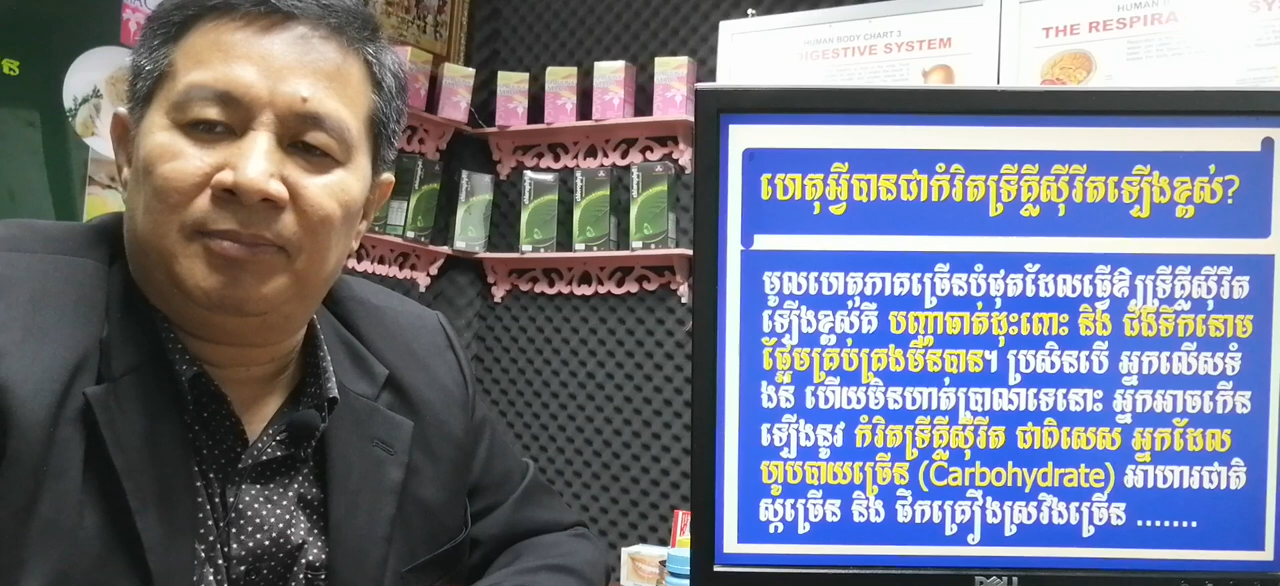 HUMAN BODY CHART 3
DIGESTIVE SYSTEM
THE RESPIRA
ហេតុអ្វីបានជាកំរិតទ្រីគ្លីស៊ីរីតឡើងខ្ពស់?
មូលហេតុភាគច្រើនបំផុតដែលធ្វើឱ្យទ្រីគ្លីស៊ីរីត
ឡើងខ្ពស់គឺ បញ្ហាធាត់ដុះពោះ និង ជំងឺទឹកនោម
ផ្អែមគ្រប់គ្រងមិនបាន។ ប្រសិនបើ អ្នកលើសទំ
ងន់ ហើយមិនហាត់ប្រាណទេនោះ អ្នកអាចកើន
ឡើងនូវ កំរិតទ្រីគ្លីស៊ីរីត ជាពិសេស អ្នកដែល
ហូបបាយច្រើន (Carbohydrate) អាហារជាតិ
ស្ករច្រើន និង ផឹកគ្រឿងស្រវឹងច្រើន .......